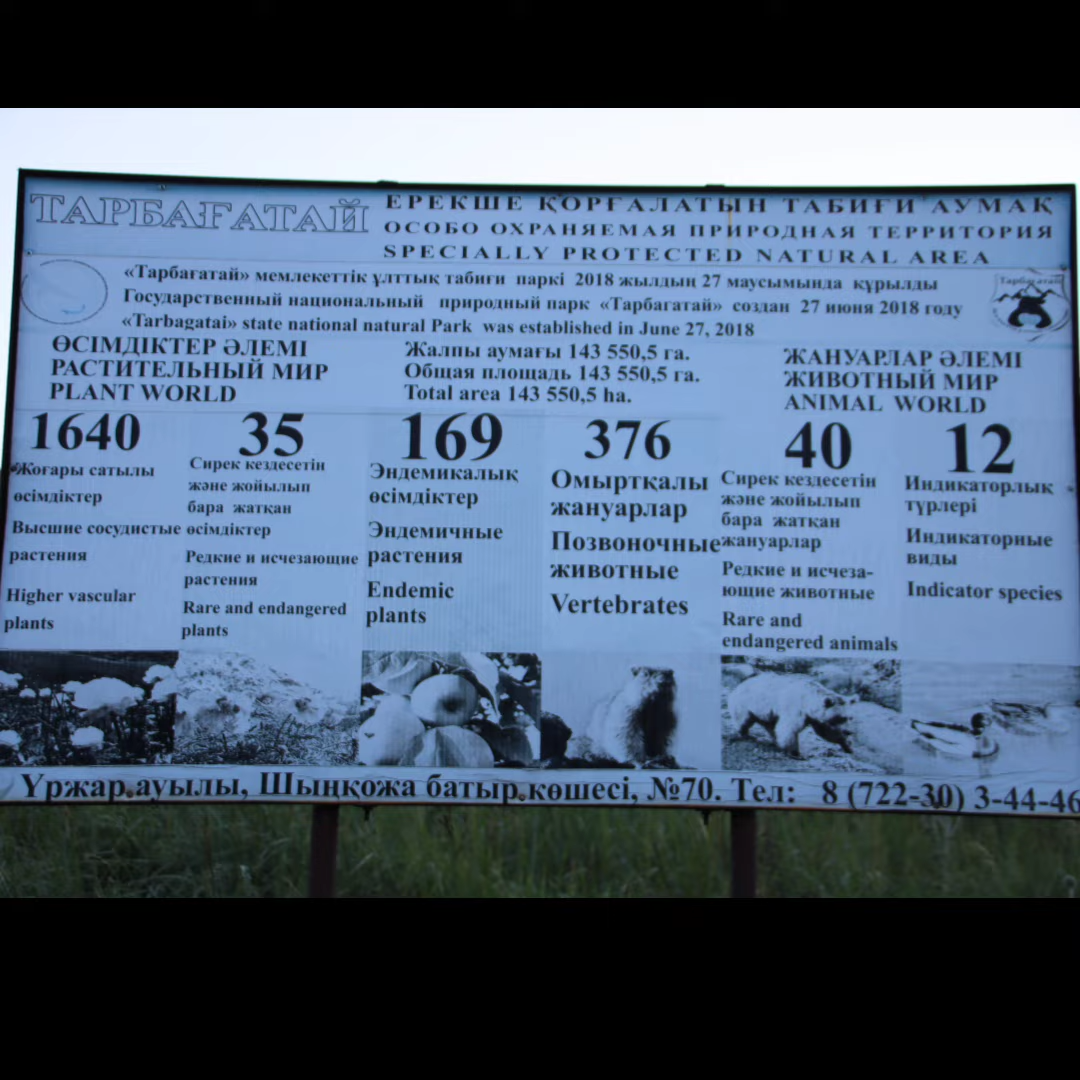 ТАРБАҒАТАЙ
ЕРЕКШЕ ҚОРҒАЛАТЫН ТАБИҒИ АУМАҚ
ОСОБО ОХРАНЯЕМАЯ ПРИРОДНАЯ ТЕРРИТОРИЯ
SPECIALLY PROTECTED NATURAL AREA
«Тарбағатай» мемлекеттік ұлттық табиғи паркі 2018 жылдың 27 маусымында құрылды
Государственный национальный природный парк «Тарбагатай» создан 27 июня 2018 году
«Tarbagatai» state national natural Park was established in June 27, 2018
Тарбағатай
ӨСІМДІКТЕР ӘЛЕМІ
РАСТИТЕЛЬНЫЙ МИР
PLANT WORLD
Жалпы аумағы 143 550,5 га.
Общая площадь 143 550,5 га.
Total area 143 550,5 ha.
ЖАНУАРЛАР ӘЛЕМІ
ЖИВОТНЫЙ МИР
ANIMAL WORLD
1640
Жоғары сатылы
өсімдіктер
Высшие сосудистые
растения
Higher vascular
plants
35
Сирек кездесетін
және жойылып
бара жатқан
өсімдіктер
Редкие и исчезающие
растения
Rare and endangered
plants
169
Эндемикалық
өсімдіктер
Эндемичные
растения
Endemic
plants
376
Омыртқалы
жануарлар
Позвоночные
животные
Vertebrates
40
Сирек кездесетін
және жойылып
бара жатқан
жануарлар
Редкие и исчеза-
ющие животные
Rare and
endangered animals
12
Индикаторлық
түрлері
Индикаторные
виды
Indicator species
Үржар ауылы, Шыңқожа батыр көшесі, №70. Тел: 8 (722-30) 3-44-46